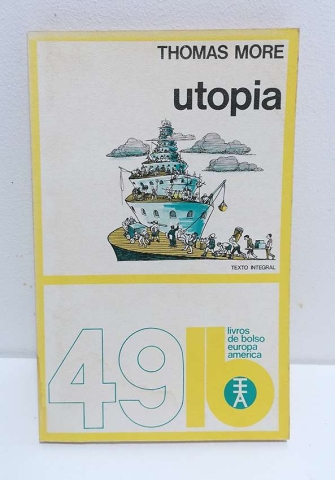 THOMAS MORE
utopia
TEXTO INTEGRAL
49
livros
de bolso
europa
américa